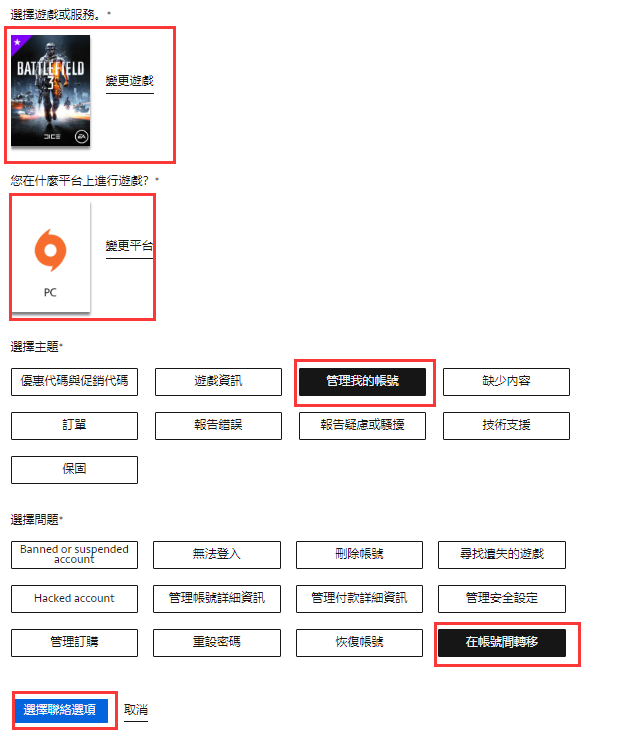 選擇遊戲或服務。*
BATTLEFIELD
3
變更遊戲
DICE
EA
您在什麼平台上進行遊戲? *
變更平台
PC
選擇主題*
優惠代碼與促銷代碼 遊戲資訊 管理我的帳號 缺少内容
訂單 報告錯誤 報告疑慮或騷擾 技術支援
保固
選擇問題*
Banned or suspended account 無法登入 刪除帳號 尋找遺失的遊戲
Hacked account 管理帳號詳細資訊 管理付款詳細資訊 管理安全設定
管理訂購 重設密碼 恢復帳號 在帳號間轉移
選擇聯絡選項 取消